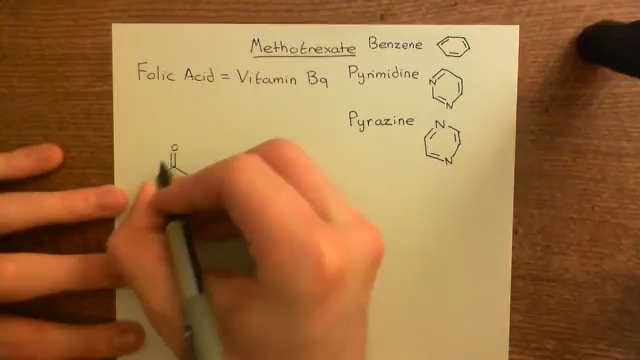 Methotrexate Benzene
Folic Acid = Vitamin B9 Pyrimidine
N
N
Pyrazine
N
N
O